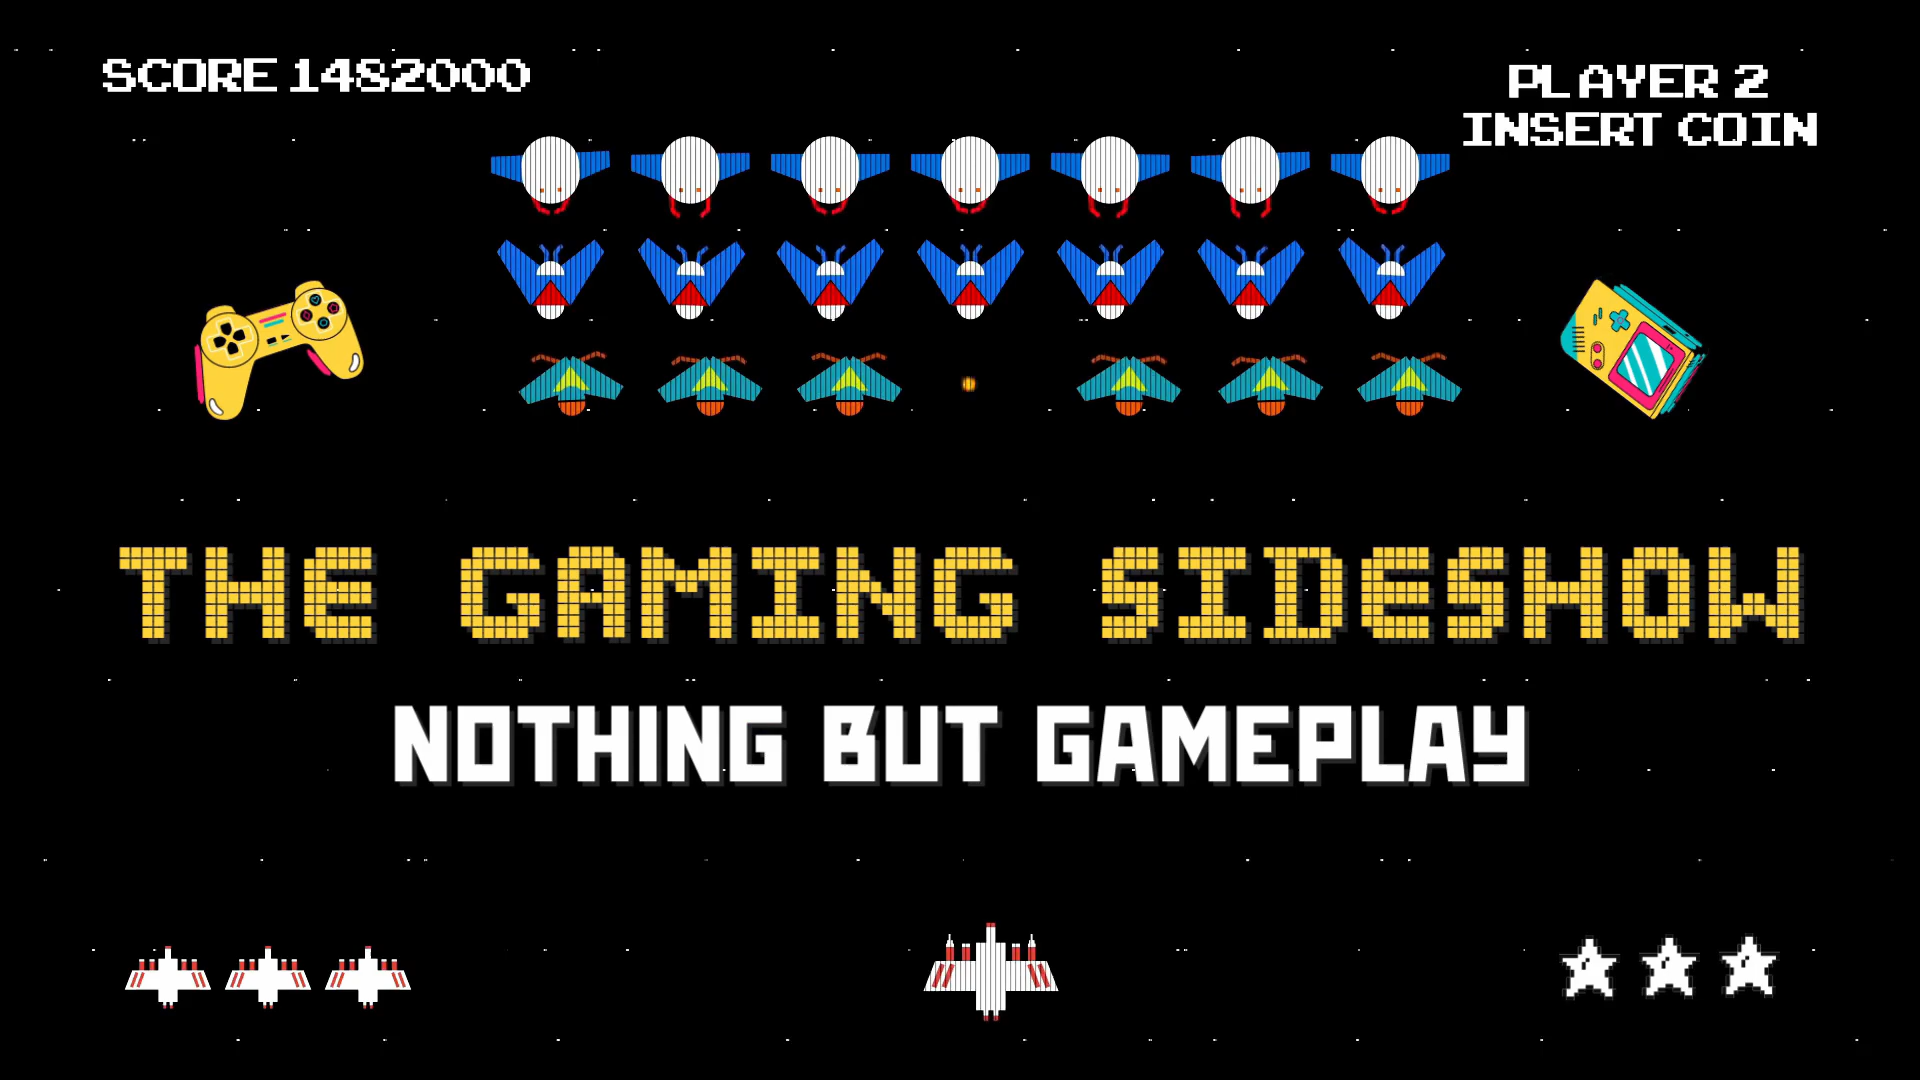 SCORE 1482000
PLAYER 2
INSERT COIN
THE GAMING SIDESHOW
NOTHING BUT GAMEPLAY